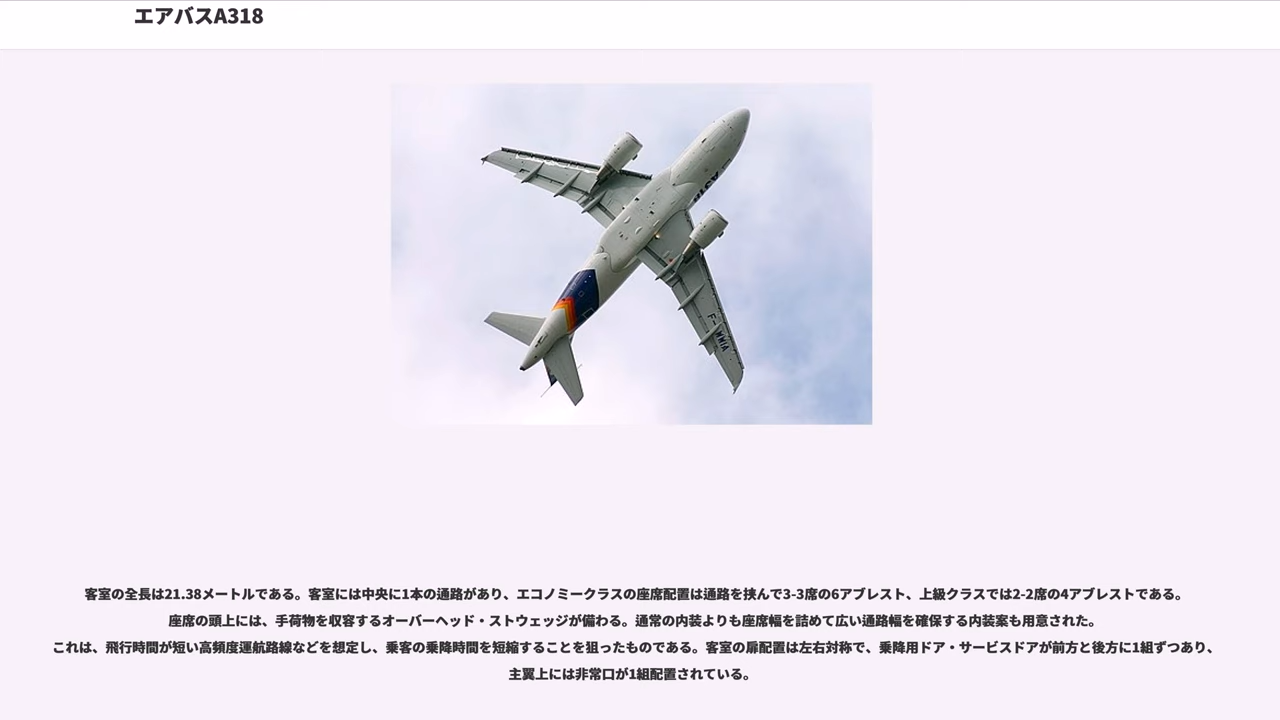 エアバスA318
A318
F-WWIA
客室の全長は21.38メートルである。客室には中央に1本の通路があり、エコノミークラスの座席配置は通路を挟んで3-3席の6アブレスト、上級クラスでは2-2席の4アブレストである。
座席の頭上には、手荷物を収容するオーバーヘッド・ストウェッジが備わる。通常の内装よりも座席幅を詰めて広い通路幅を確保する内装案も用意された。
これは、飛行時間が短い高頻度運航路線などを想定し、乗客の乗降時間を短縮することを狙ったものである。客室の扉配置は左右対称で、乗降用ドア・サービスドアが前方と後方に1組ずつあり、
主翼上には非常口が1組配置されている。